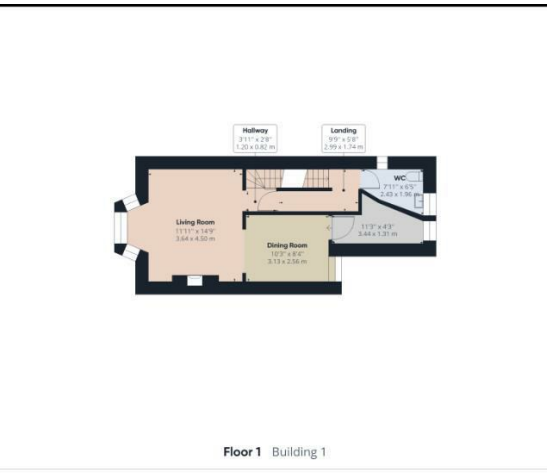 Hallway
3'11" x 2'8"
1.20 x 0.82 m
Landing
9'9" x 5'8"
2.99 x 1.74 m
WC
7'11" x 6'5"
2.43 x 1.96 m
Living Room
11'11" x 14'9"
3.64 x 4.50 m
11'3" x 4'3"
3.44 x 1.31 m
Dining Room
10'3" x 8'4"
3.13 x 2.56 m
Floor 1 Building 1